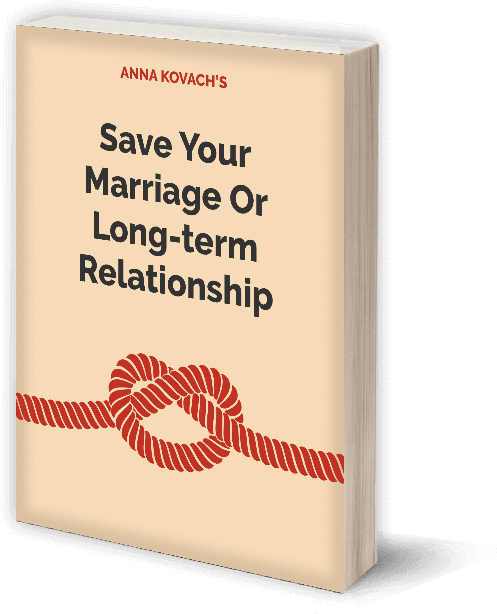 ANNA KOVACH'S
Save Your
Marriage Or
Long-term
Relationship